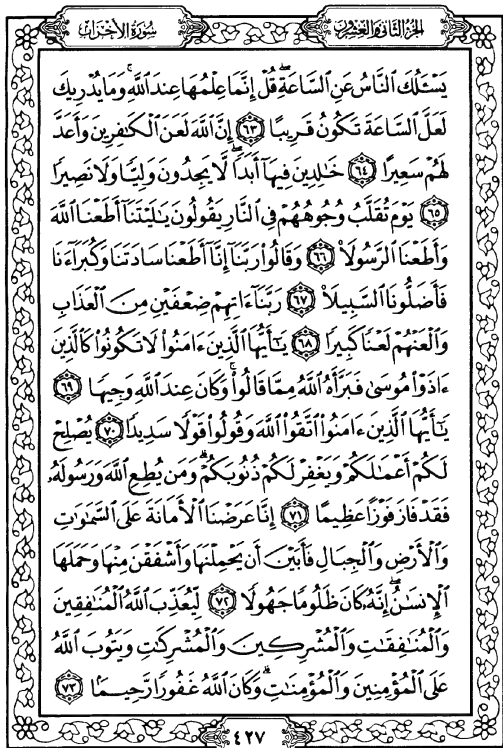 الجزء الثاني والعشرون
سورة الأحزاب
يَسْـَٔلُكَ ٱلنَّاسُ عَنِ ٱلسَّاعَةِۖ قُلْ إِنَّمَا عِلْمُهَا عِندَ ٱللَّهِۚ وَمَا يُدْرِيكَ
لَعَلَّ ٱلسَّاعَةَ تَكُونُ قَرِيبًا ٦٣ إِنَّ ٱللَّهَ لَعَنَ ٱلْكَٰفِرِينَ وَأَعَدَّ
لَهُمْ سَعِيرًا ٦٤ خَٰلِدِينَ فِيهَآ أَبَدًاۖ لَّا يَجِدُونَ وَلِيًّا وَلَا نَصِيرًا
٦٥ يَوْمَ تُقَلَّبُ وُجُوهُهُمْ فِى ٱلنَّارِ يَقُولُونَ يَٰلَيْتَنَآ أَطَعْنَا ٱللَّهَ
وَأَطَعْنَا ٱلرَّسُولَا۠ ٦٦ وَقَالُوا۟ رَبَّنَآ إِنَّآ أَطَعْنَا سَادَتَنَا وَكُبَرَآءَنَا
فَأَضَلُّونَا ٱلسَّبِيلَا۠ ٦٧ رَبَّنَآ ءَاتِهِمْ ضِعْفَيْنِ مِنَ ٱلْعَذَابِ
وَٱلْعَنْهُمْ لَعْنًا كَبِيرًا ٦٨ يَٰٓأَيُّهَا ٱلَّذِينَ ءَامَنُوا۟ لَا تَكُونُوا۟ كَٱلَّذِينَ
ءَاذَوْا۟ مُوسَىٰ فَبَرَّأَهُ ٱللَّهُ مِمَّا قَالُوا۟ۚ وَكَانَ عِندَ ٱللَّهِ وَجِيهًا ٦٩
يَٰٓأَيُّهَا ٱلَّذِينَ ءَامَنُوا۟ ٱتَّقُوا۟ ٱللَّهَ وَقُولُوا۟ قَوْلًا سَدِيدًا ٧٠ يُصْلِحْ
لَكُمْ أَعْمَٰلَكُمْ وَيَغْفِرْ لَكُمْ ذُنُوبَكُمْۗ وَمَن يُطِعِ ٱللَّهَ وَرَسُولَهُۥ
فَقَدْ فَازَ فَوْزًا عَظِيمًا ٧١ إِنَّا عَرَضْنَا ٱلْأَمَانَةَ عَلَى ٱلسَّمَٰوَٰتِ
وَٱلْأَرْضِ وَٱلْجِبَالِ فَأَبَيْنَ أَن يَحْمِلْنَهَا وَأَشْفَقْنَ مِنْهَا وَحَمَلَهَا
ٱلْإِنسَٰنُۖ إِنَّهُۥ كَانَ ظَلُومًا جَهُولًا ٧٢ لِّيُعَذِّبَ ٱللَّهُ ٱلْمُنَٰفِقِينَ
وَٱلْمُنَٰفِقَٰتِ وَٱلْمُشْرِكِينَ وَٱلْمُشْرِكَٰتِ وَيَتُوبَ ٱللَّهُ
عَلَى ٱلْمُؤْمِنِينَ وَٱلْمُؤْمِنَٰتِۗ وَكَانَ ٱللَّهُ غَفُورًا رَّحِيمًۢا ٧٣
٤٢٧